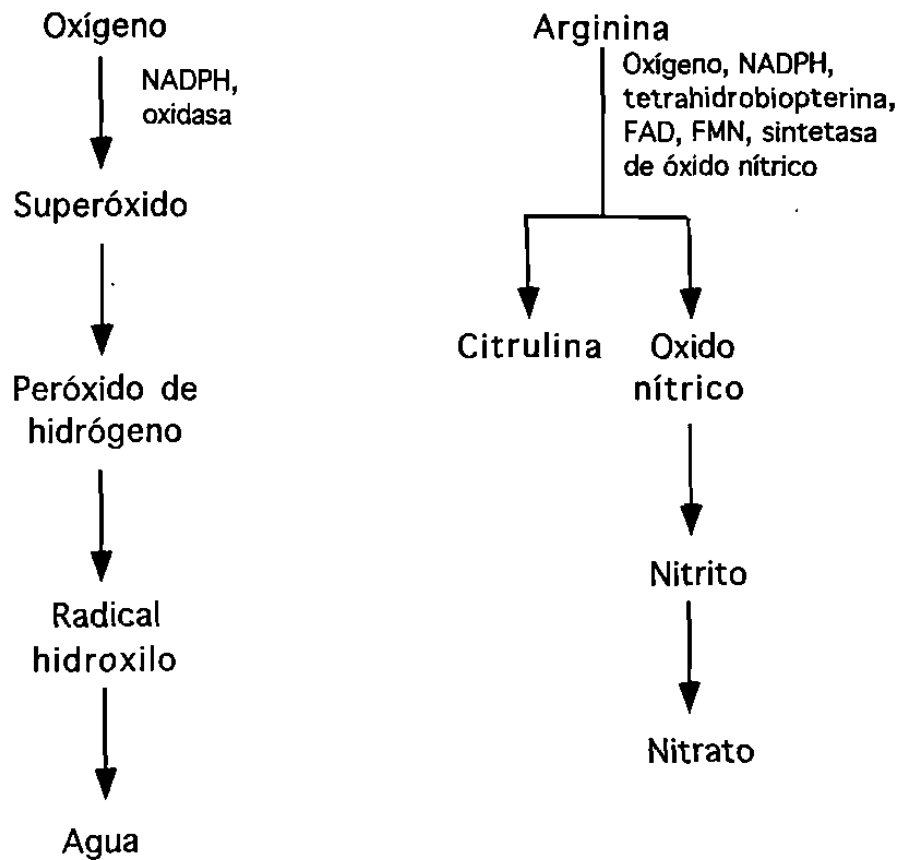 Oxígeno
NADPH,
oxidasa
Superóxido
Peróxido de
hidrógeno
Radical
hidroxilo
Agua
Arginina
Oxígeno, NADPH,
tetrahidrobiopterina,
FAD, FMN, sintetasa
de óxido nítrico
Citrulina
Oxido
nítrico
Nitrito
Nitrato